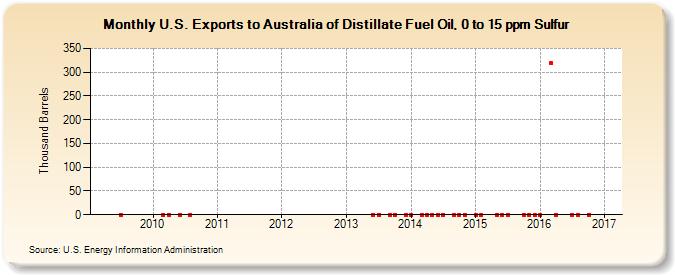 Monthly U.S. Exports to Australia of Distillate Fuel Oil, 0 to 15 ppm Sulfur
Thousand Barrels
350
300
250
200
150
100
50
0
2010 2011 2012 2013 2014 2015 2016 2017
Source: U.S. Energy Information Administration